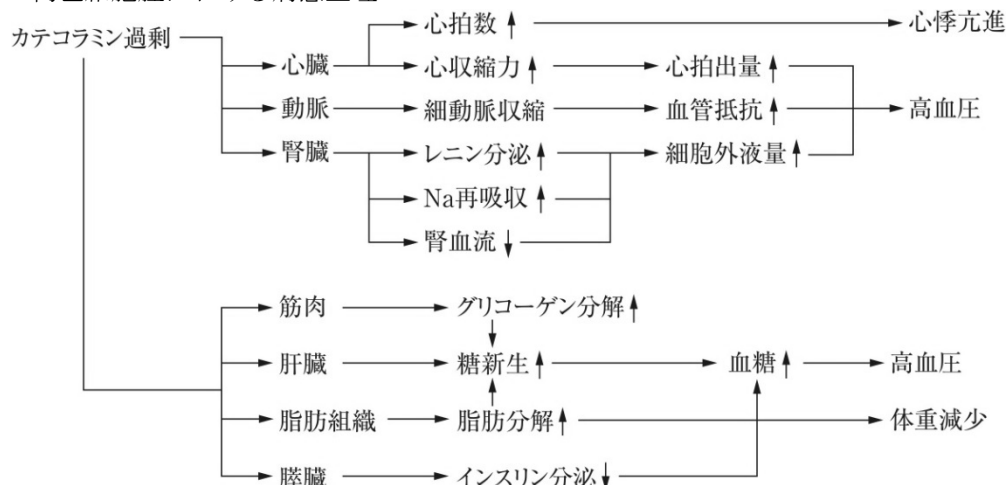 カテコラミン過剰
心拍数↑ 心悸亢進
心臓 心収縮力↑ 心拍出量↑
動脈 細動脈収縮 血管抵抗↑ 高血圧
腎臓 レニン分泌↑ 細胞外液量↑
Na再吸収↑
腎血流↓
筋肉 グリコーゲン分解↑
肝臓 糖新生↑ 血糖↑ 高血圧
脂肪組織 脂肪分解↑ 体重減少
膵臓 インスリン分泌↓